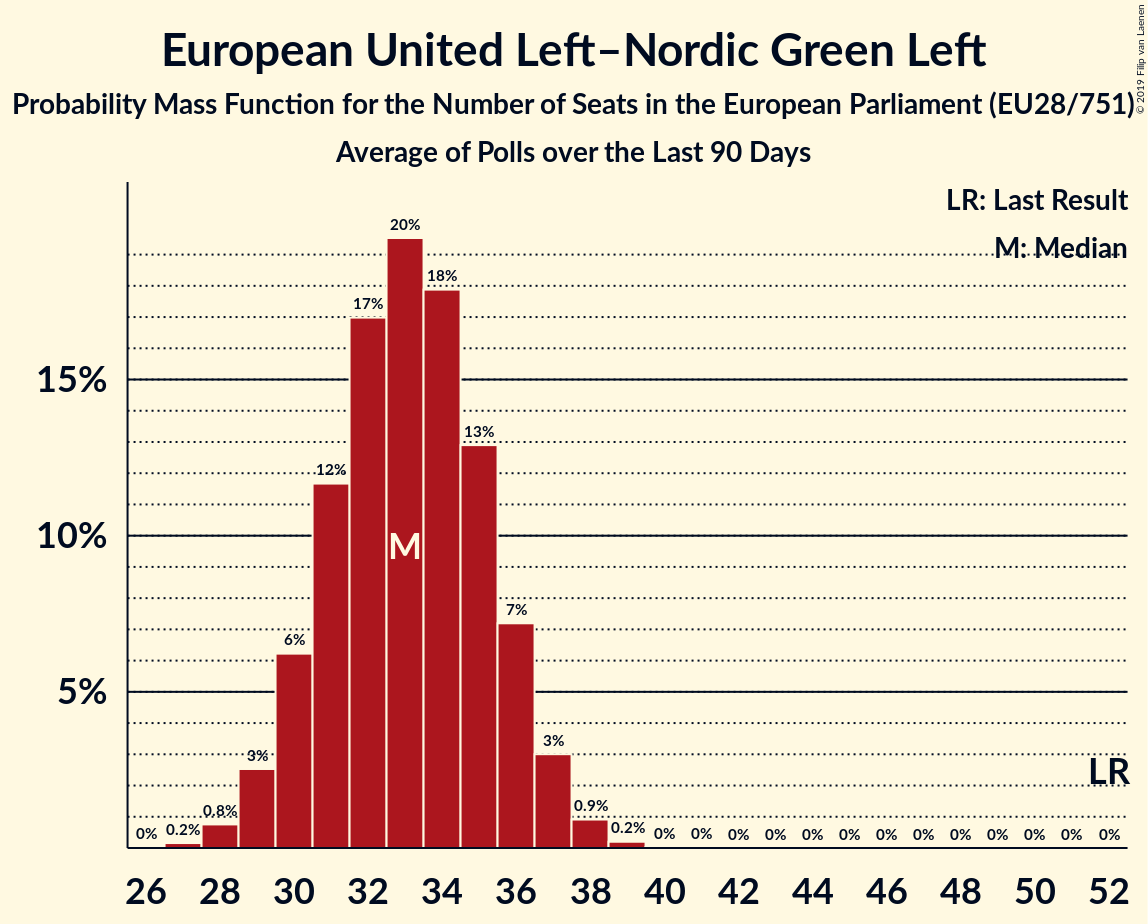 European United Left–Nordic Green Left
Probability Mass Function for the Number of Seats in the European Parliament (EU28/751)
Average of Polls over the Last 90 Days
© 2019 Filip van Laenen
LR: Last Result
M: Median
20%
18%
17%
15%
13%
12%
10%
M
7%
6%
5%
3%
3%
LR
0% 0.2% 0.8% 0.9% 0.2% 0% 0% 0% 0% 0% 0% 0% 0% 0% 0% 0% 0% 0%
26 28 30 32 34 36 38 40 42 44 46 48 50 52